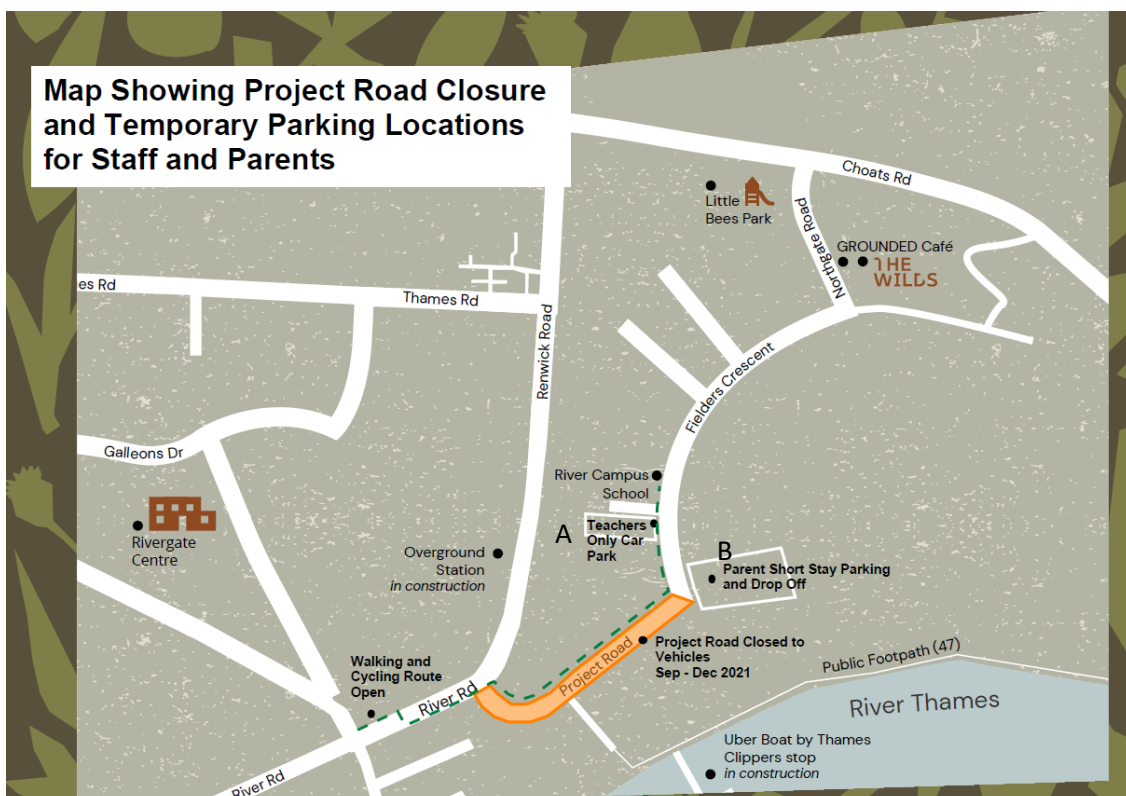 Map Showing Project Road Closure
and Temporary Parking Locations
for Staff and Parents
Choats Rd
Little
Bees Park
Northgate Road
GROUNDED Café
THE
WILDS
es Rd
Thames Rd
Renwick Road
Fielders Crescent
Galleons Dr
River Campus
School
A
Teachers
Only Car
Park
B
Parent Short Stay Parking
and Drop Off
Rivergate
Centre
Overground
Station
in construction
Project Road
Project Road Closed to
Vehicles
Sep - Dec 2021
Walking and
Cycling Route
Open
River Rd
Public Footpath (47)
River Thames
Uber Boat by Thames
Clippers stop
in construction
River Rd
River Rd